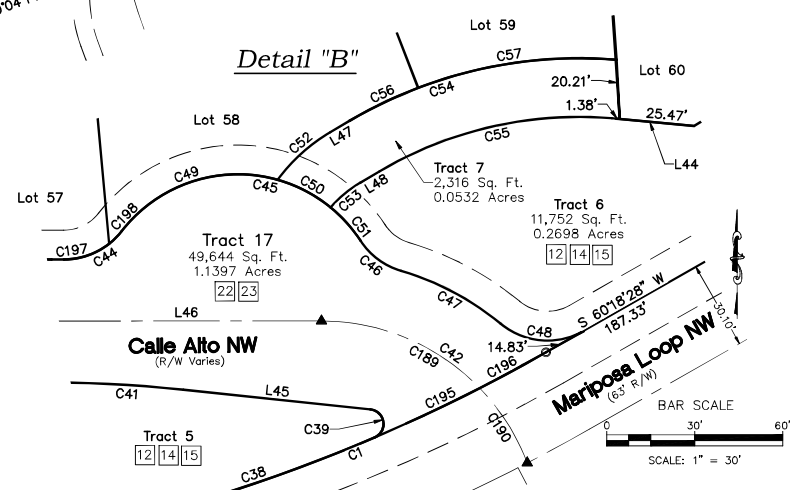 Detail "B"
Lot 59
C57
Lot 60
20.21'
C56
C54
1.38'
25.47'
Lot 58
C52
L47
C55
L44
C49
C45
C50
Tract 7
2,316 Sq. Ft.
0.0532 Acres
C53
L48
Lot 57
C198
C51
Tract 6
11,752 Sq. Ft.
0.2698 Acres
12 14 15
C197
C44
Tract 17
49,644 Sq. Ft.
1.1397 Acres
22 23
C46
C47
L46
C48
S 60°18'28" W
187.33'
30.10'
14.83'
Calle Alto NW
(R/W Varies)
C42
C189
C196
Mariposa Loop NW
(63' R/W)
C41
L45
C195
C190
C39
BAR SCALE
0 30' 60'
SCALE: 1" = 30'
Tract 5
12 14 15
C1
C38